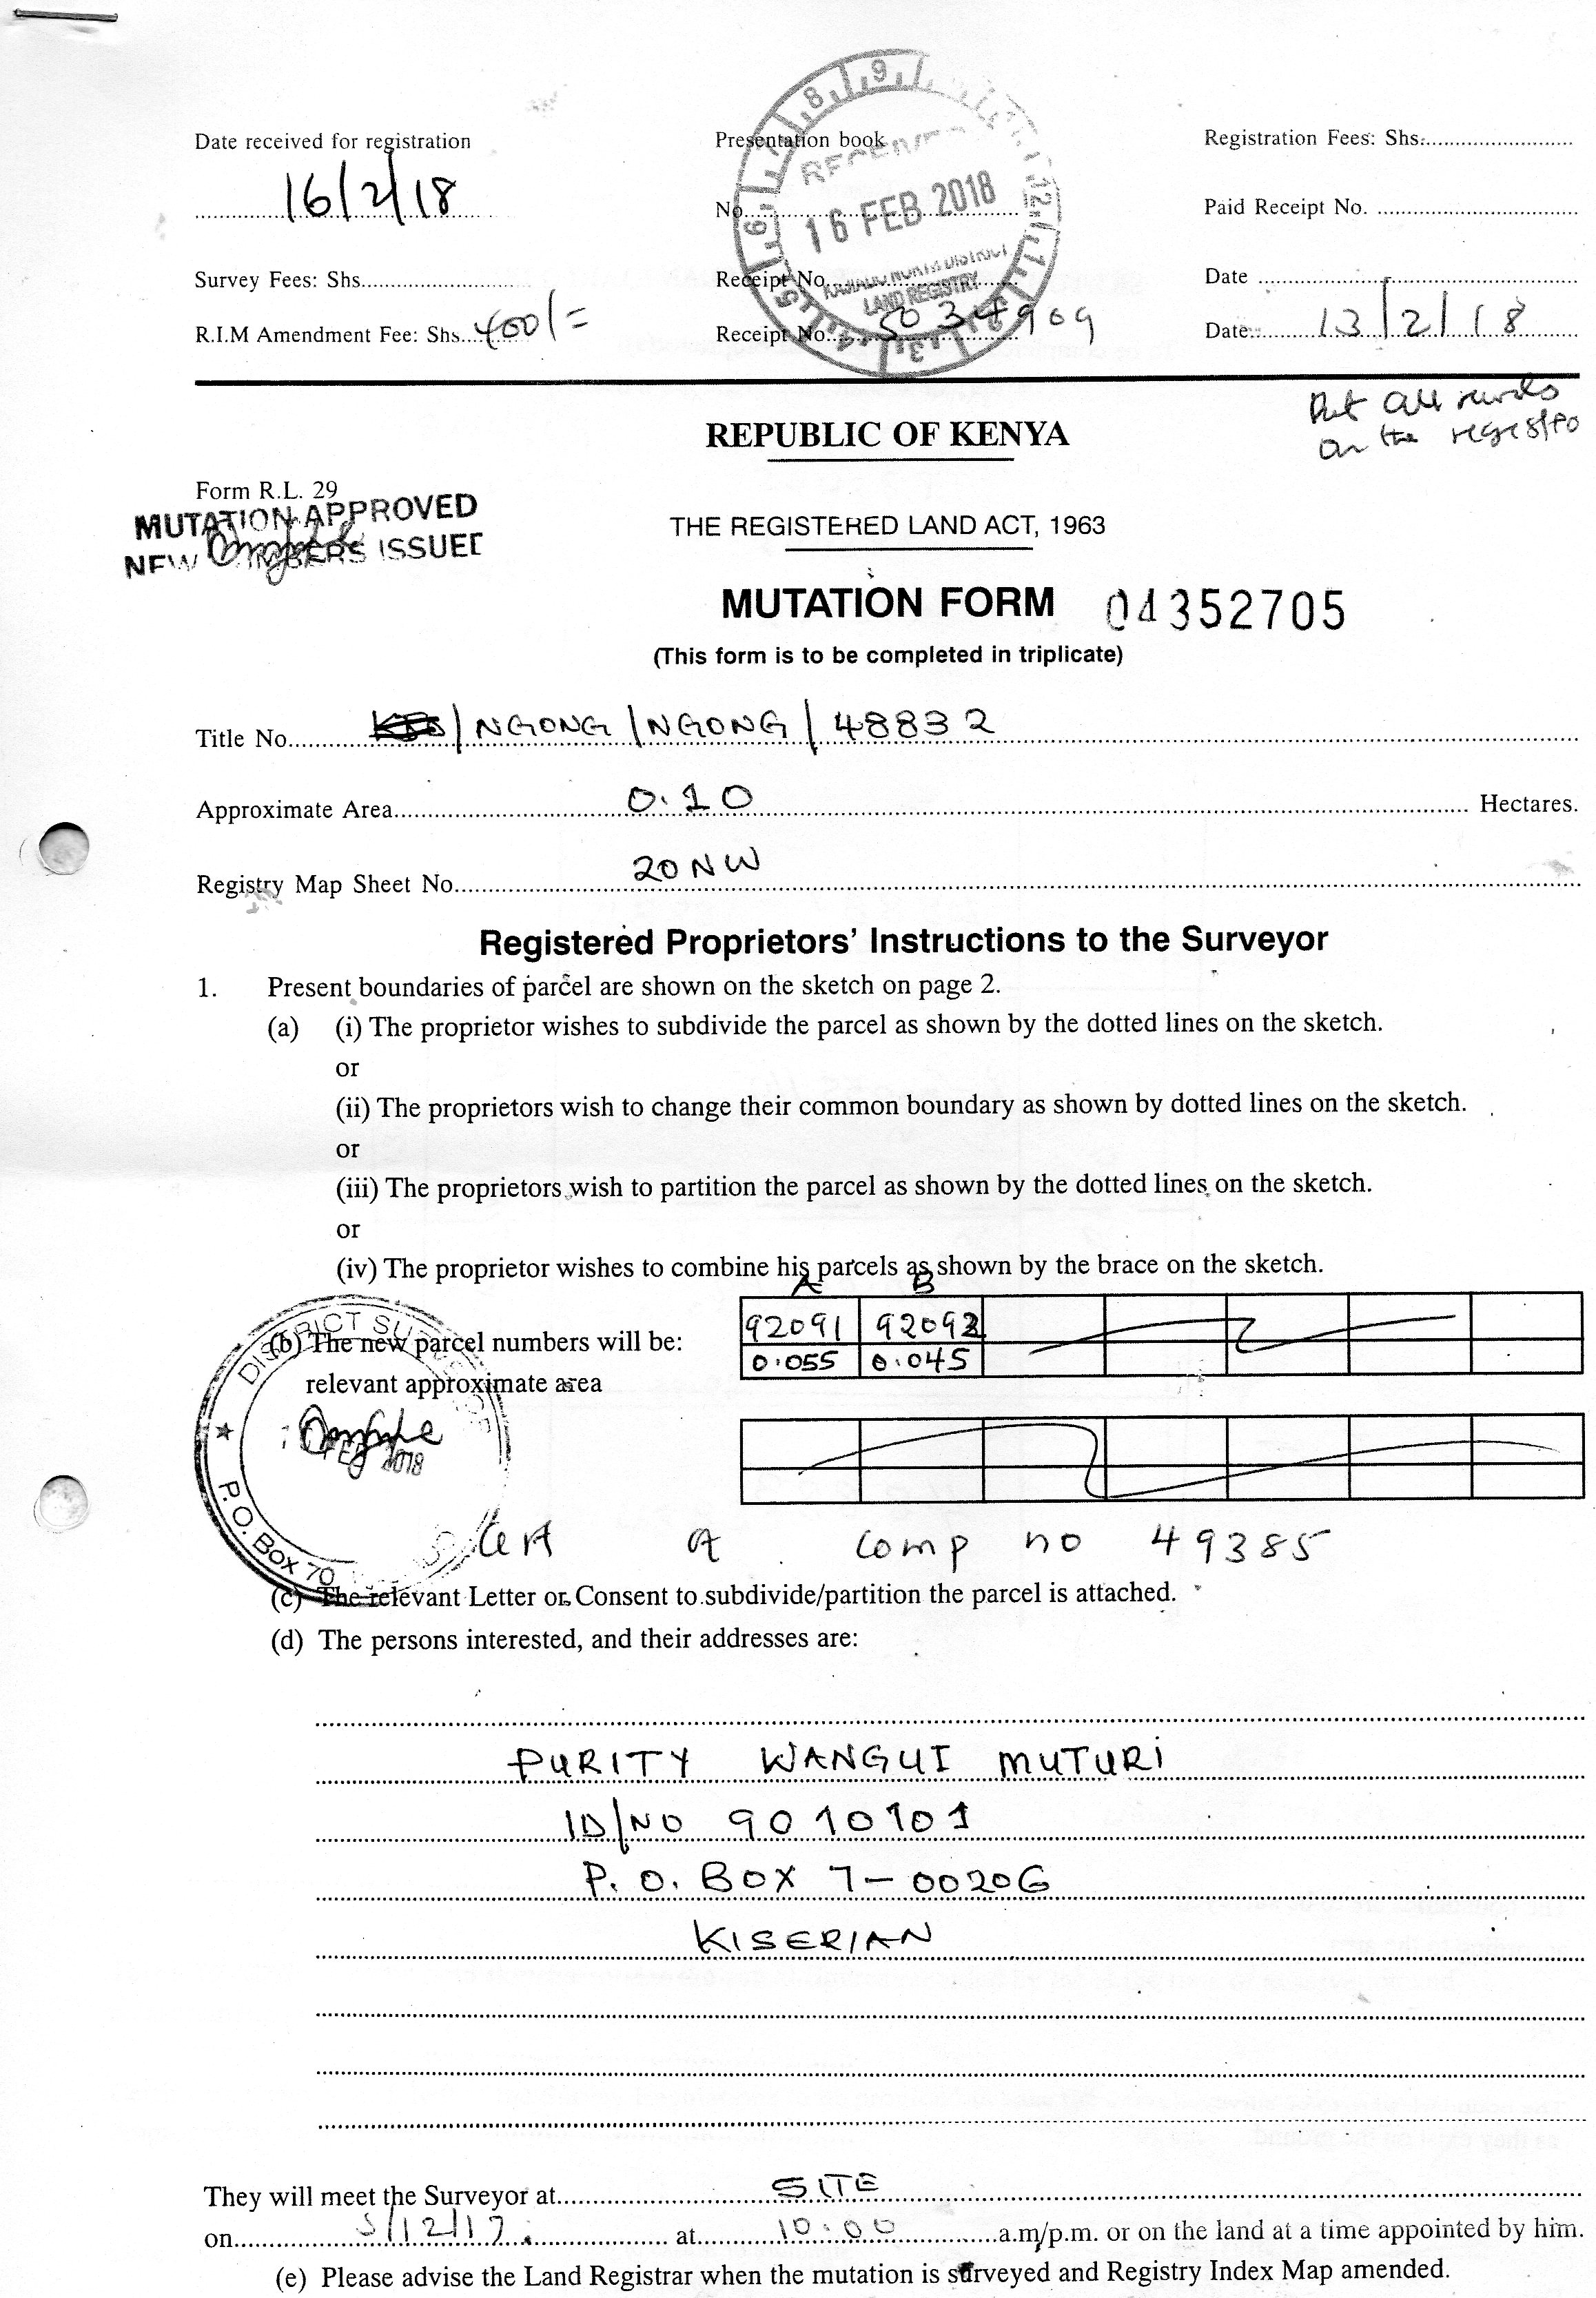 Date received for registration
16/2/18
Presentation book
No.
RECEIVED
16 FEB 2018
KAJIADO NORTH DISTRICT
LAND REGISTRY
Registration Fees: Shs:
Paid Receipt No.
Survey Fees: Shs.
Receipt No.
Date
R.I.M Amendment Fee: Shs. 400/=
Receipt No. 5034909
Date 13/2/18
Put all
on the
REPUBLIC OF KENYA
Form R.L. 29
MUTATION APPROVED
NEW NUMBERS ISSUED
THE REGISTERED LAND ACT, 1963
MUTATION FORM 04352705
(This form is to be completed in triplicate)
Title No. /NGONG/NGONG/48832
Approximate Area 0.10 Hectares.
Registry Map Sheet No. 20NW
Registered Proprietors' Instructions to the Surveyor
1. Present boundaries of parcel are shown on the sketch on page 2.
(a) (i) The proprietor wishes to subdivide the parcel as shown by the dotted lines on the sketch.
or
(ii) The proprietors wish to change their common boundary as shown by dotted lines on the sketch.
or
(iii) The proprietors wish to partition the parcel as shown by the dotted lines on the sketch.
or
(iv) The proprietor wishes to combine his parcels as shown by the brace on the sketch.
A B
(b) The new parcel numbers will be: 92091 92092
relevant approximate area 0.055 0.045
DISTRICT SURVEYOR
FEB 2018
P.O. Box 70
comp no 49385
(c) The relevant Letter or Consent to subdivide/partition the parcel is attached.
(d) The persons interested, and their addresses are:
PURITY WANGUI MUTURI
ID/NO 9010101
P. O. BOX 7-00206
KISERIAN
They will meet the Surveyor at SITE
on 5/12/17 at 10:00 a.m/p.m. or on the land at a time appointed by him.
(e) Please advise the Land Registrar when the mutation is surveyed and Registry Index Map amended.